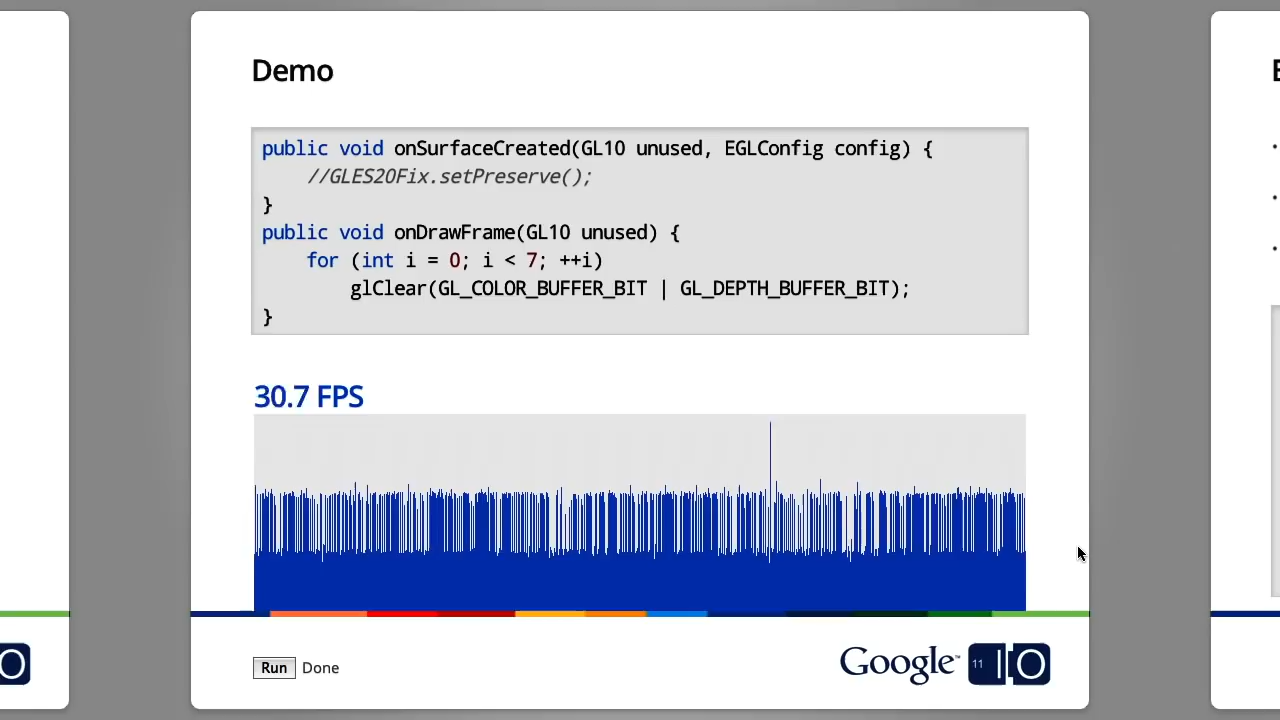 Demo
public void onSurfaceCreated(GL10 unused, EGLConfig config) {
//GLES20Fix.setPreserve();
}
public void onDrawFrame(GL10 unused) {
for (int i = 0; i < 7; ++i)
glClear(GL_COLOR_BUFFER_BIT | GL_DEPTH_BUFFER_BIT);
}
30.7 FPS
Run Done
Google™ 11 IO